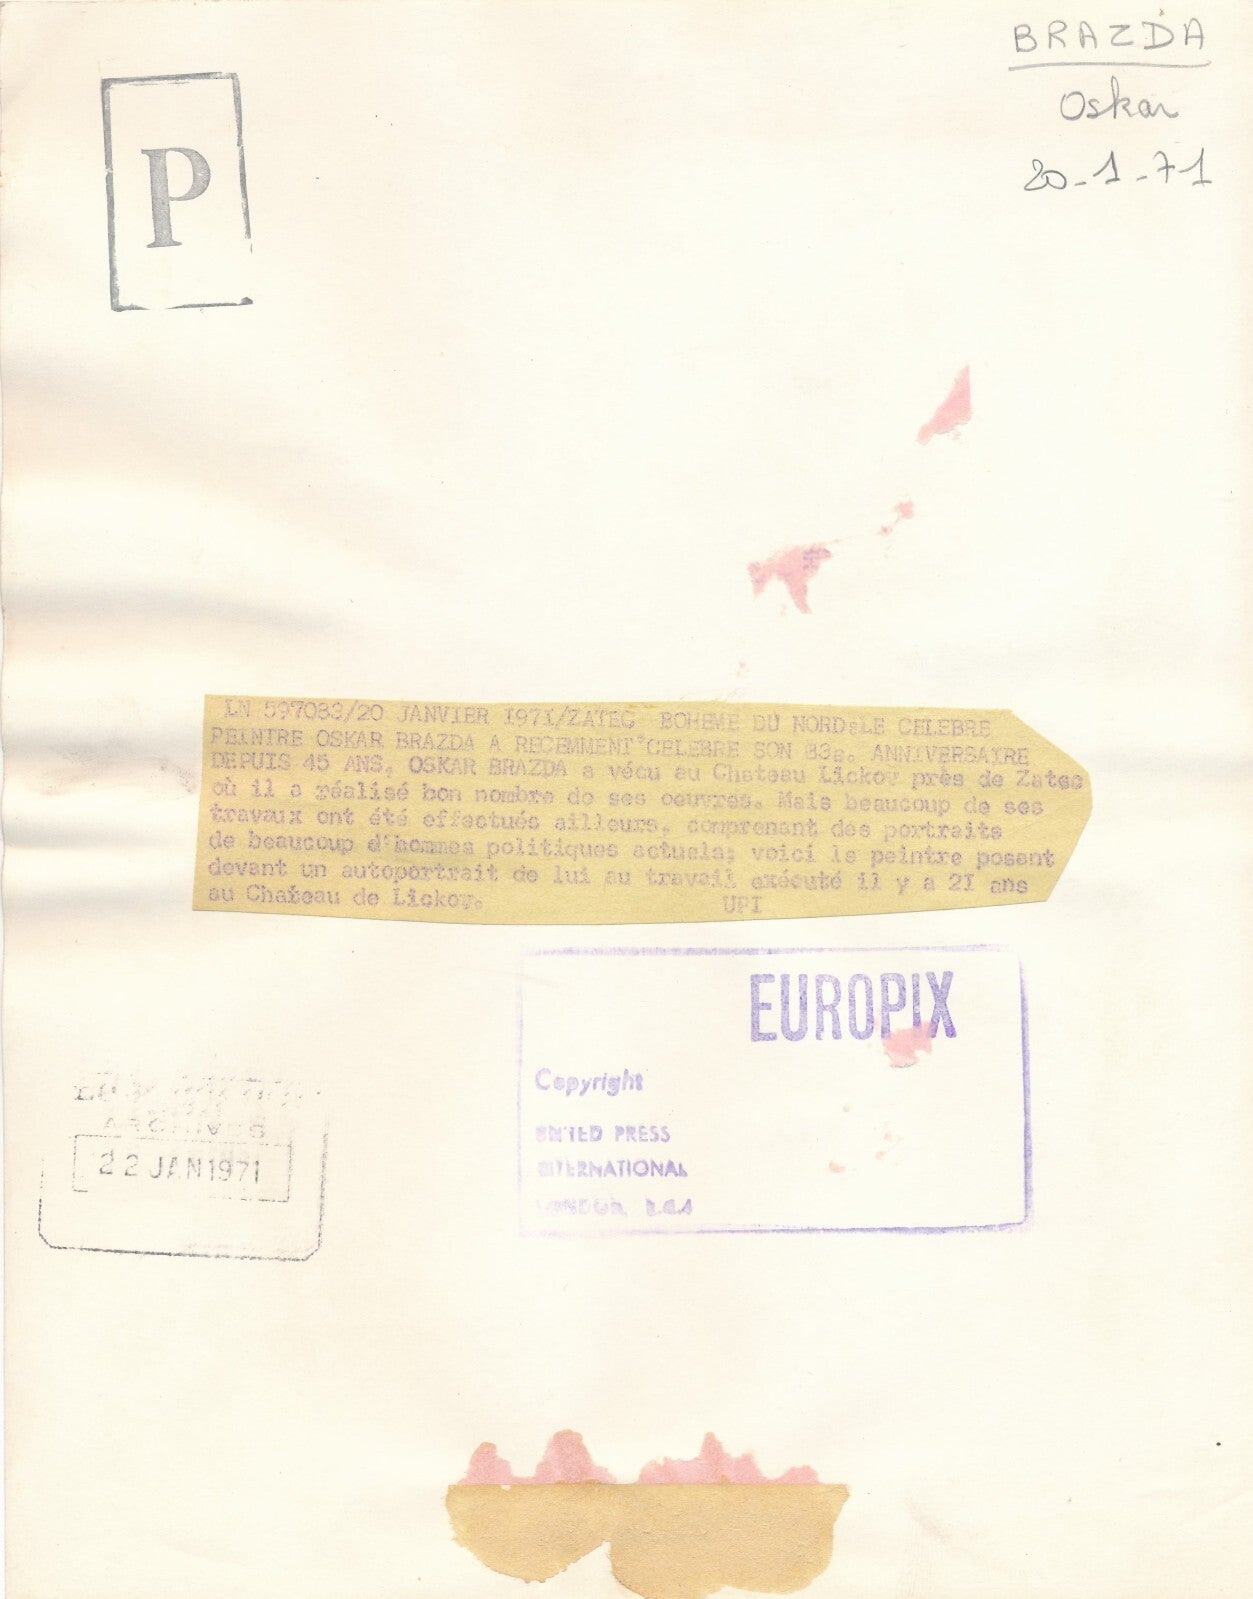 BRAZDA
Oskar
20-1-71
P
LN 597083/20 JANVIER 1971/ZATEC BOHEME DU NORD:LE CELEBRE
PEINTRE OSKAR BRAZDA A RECEMMENT CELEBRE SON 83e. ANNIVERSAIRE
DEPUIS 45 ANS, OSKAR BRAZDA a vécu au Chateau Lickov près de Zatec
où il a réalisé bon nombre de ses oeuvres. Mais beaucoup de ses
travaux ont été effectués ailleurs, comprenant des portraits
de beaucoup d'hommes politiques actuels; voici le peintre posant
devant un autoportrait de lui au travail exécuté il y a 21 ans
au Chateau de Lickov. UPI
EUROPIX
Copyright
UNITED PRESS
INTERNATIONAL
LONDON, E.C.4
ARCHIVES
22 JAN 1971